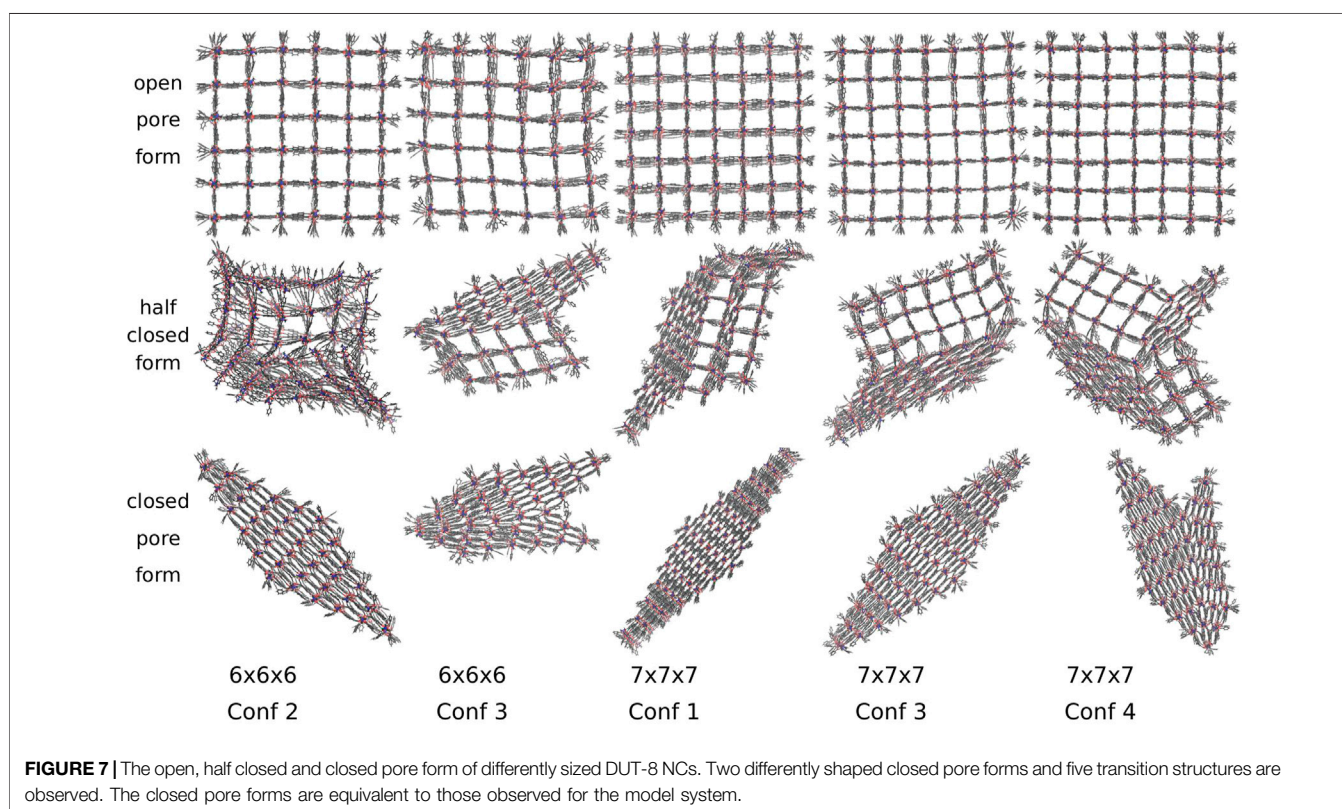 open
pore
form
half
closed
form
closed
pore
form
6x6x6 6x6x6 7x7x7 7x7x7 7x7x7
Conf 2 Conf 3 Conf 1 Conf 3 Conf 4
FIGURE 7 | The open, half closed and closed pore form of differently sized DUT-8 NCs. Two differently shaped closed pore forms and five transition structures are
observed. The closed pore forms are equivalent to those observed for the model system.